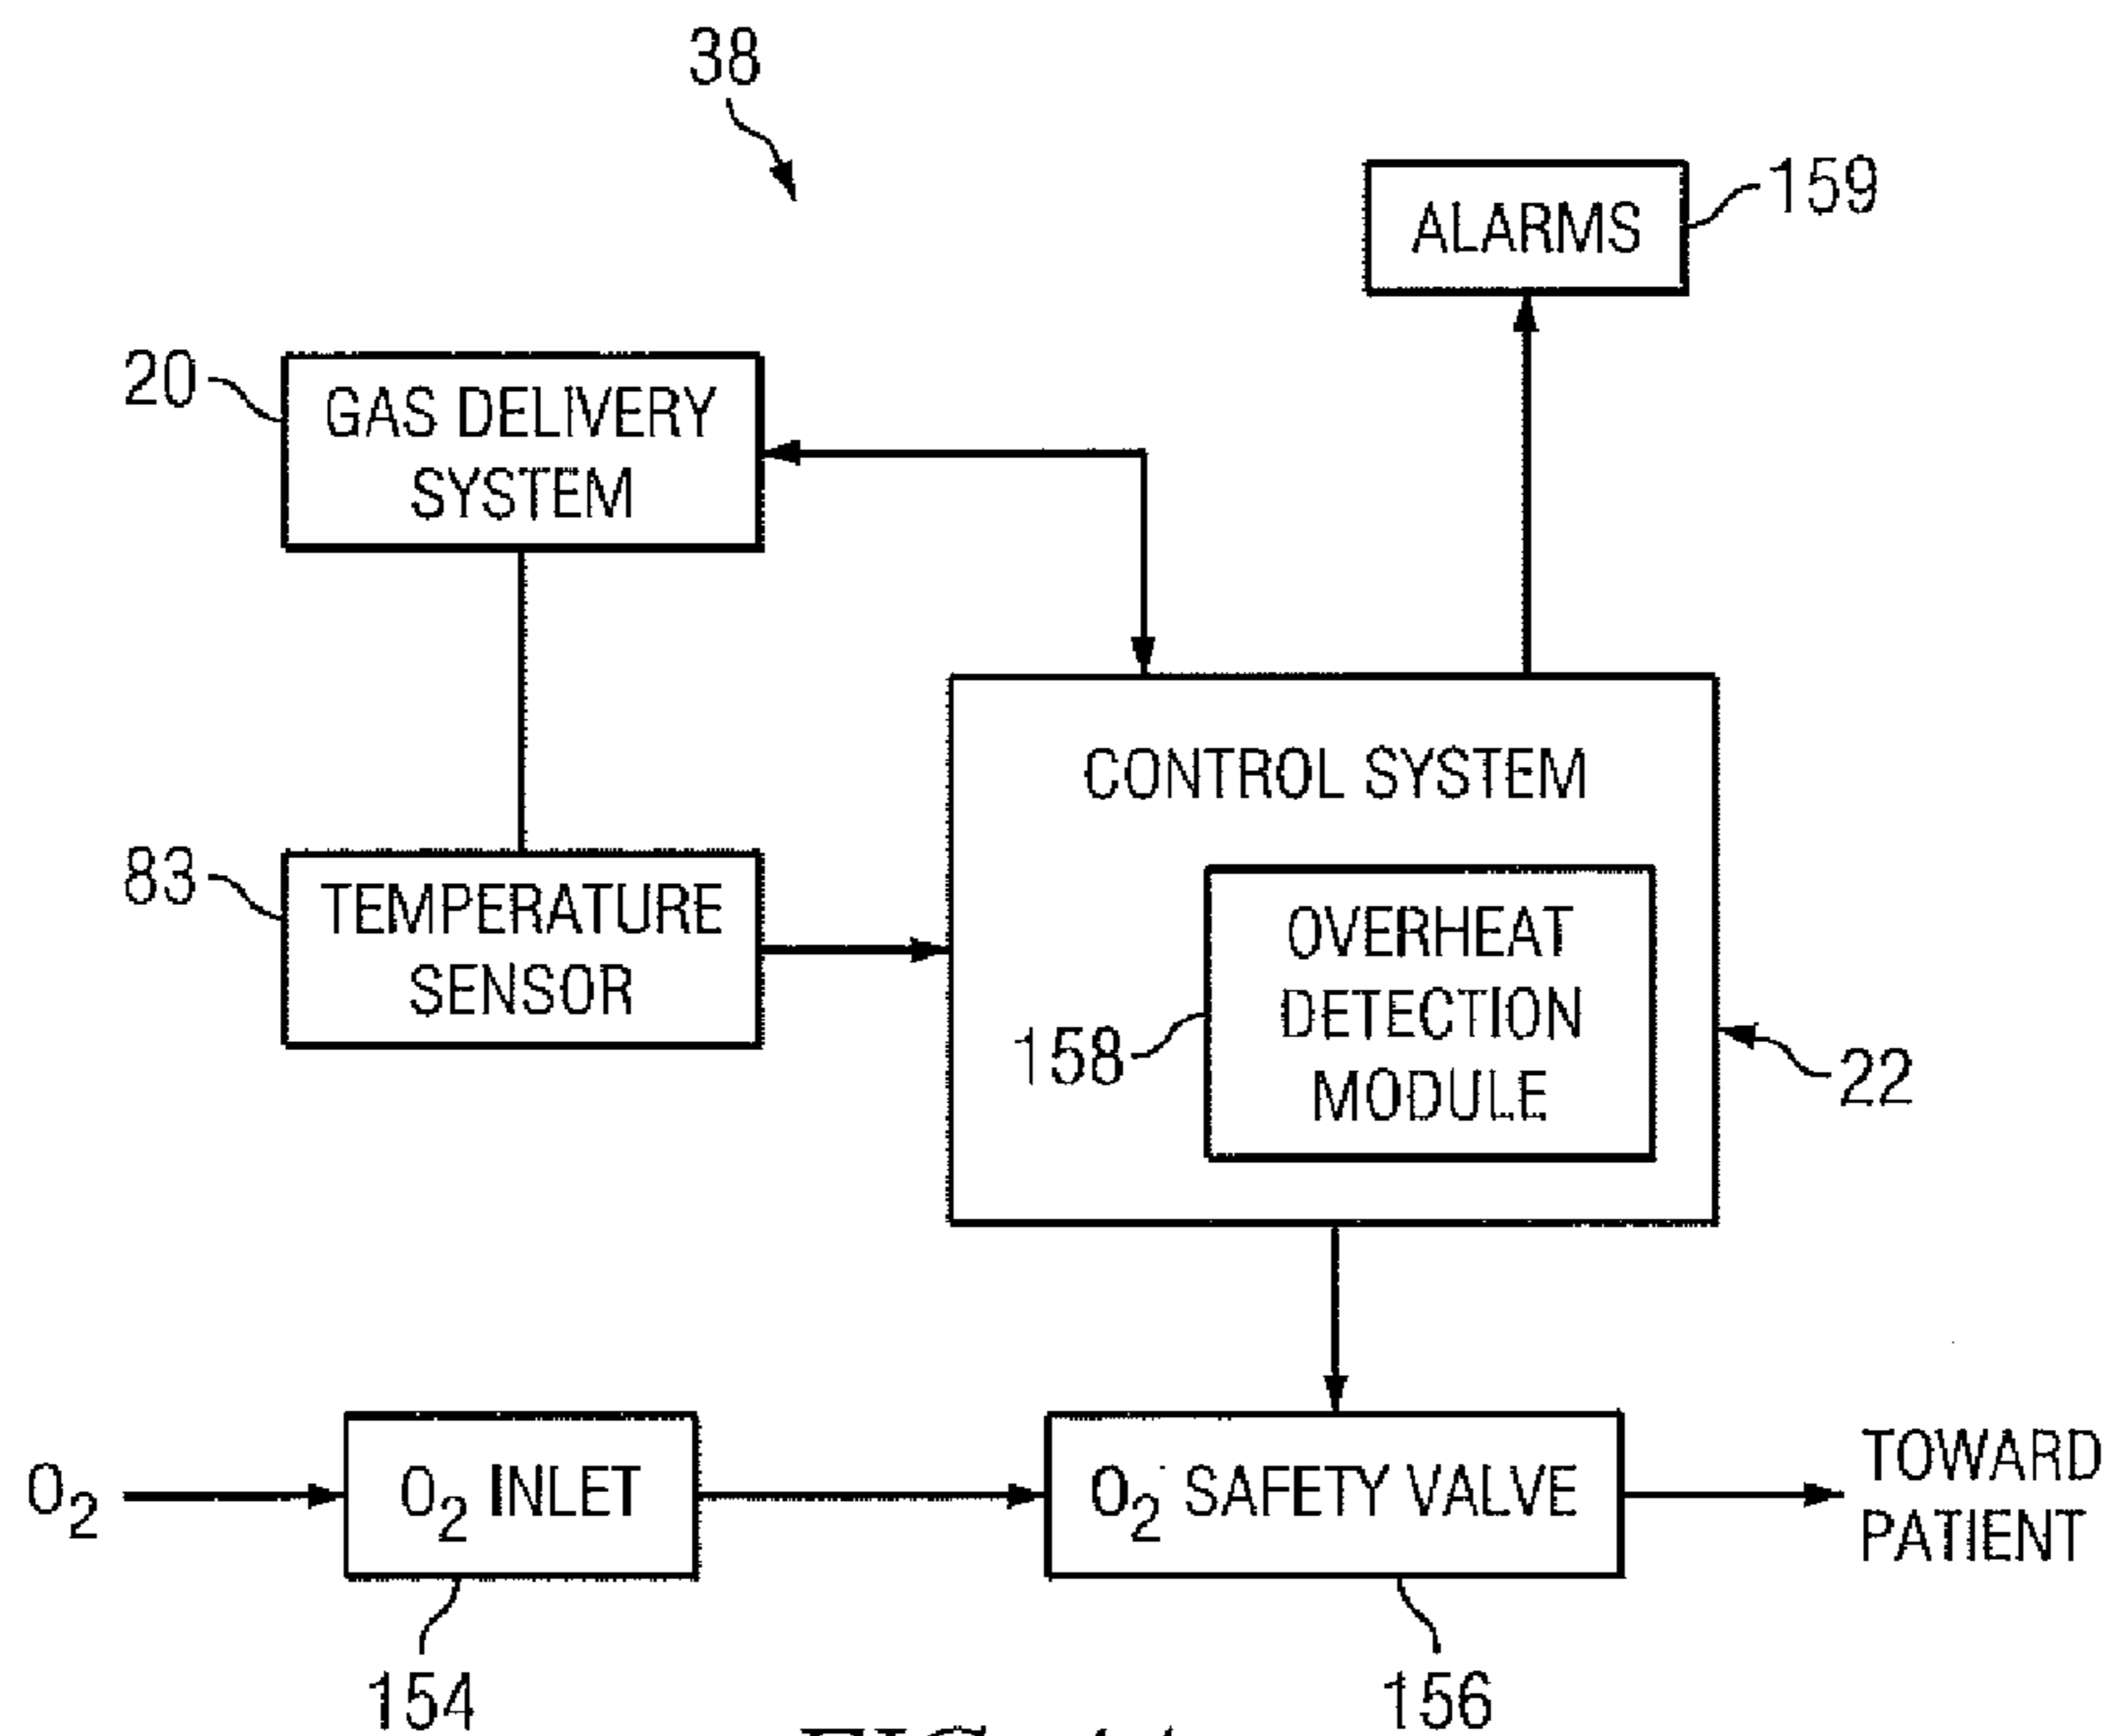 38
ALARMS
159
20
GAS DELIVERY
SYSTEM
CONTROL SYSTEM
83
TEMPERATURE
SENSOR
OVERHEAT
DETECTION
MODULE
158
22
O2
O2 INLET
O2 SAFETY VALVE
TOWARD
PATIENT
154
156